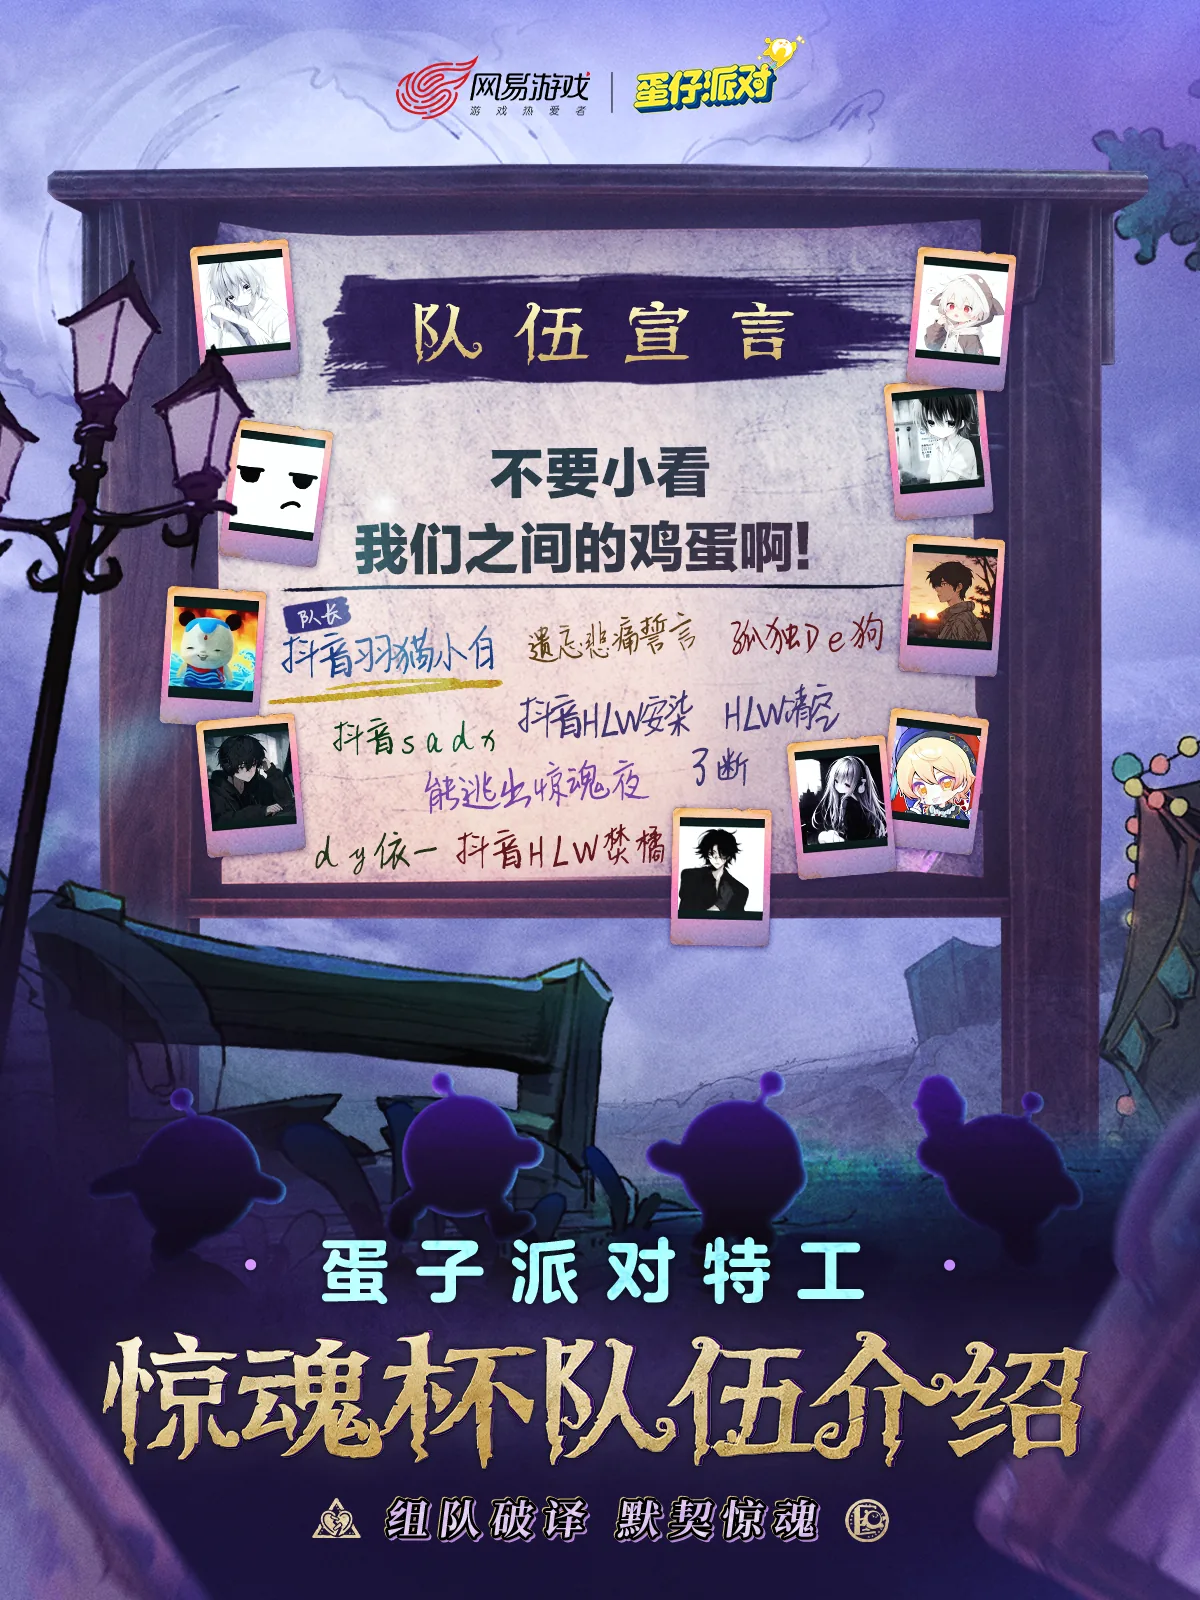 网易游戏
游戏热爱者
蛋仔派对
队伍宣言
不要小看
我们之间的鸡蛋啊!
队长
抖音羽猫小白 遗忘悲痛誓言 孤独De狗
抖音sadx 抖音HLW安染 HLW晴空
能逃出惊魂夜 了断
dy依一 抖音HLW焚橘
蛋子派对特工
惊魂杯队伍介绍
组队破译 默契惊魂